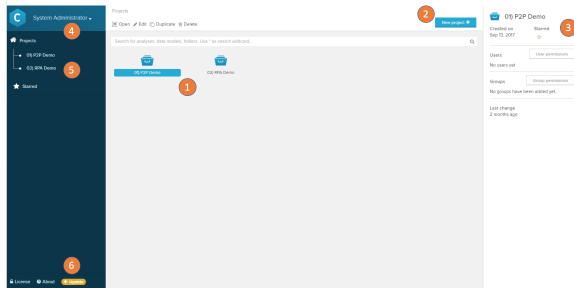 C
System Administrator
4
Projects
01) P2P Demo
02) RPA Demo
5
Starred
6
License
About
Update
Projects
Open
Edit
Duplicate
Delete
2
New project +
Search for analyses, data models, folders. Use * as search wildcard.
01) P2P Demo
02) RPA Demo
1
01) P2P Demo
3
Created on
Starred
Sep 13, 2017
Users
User permissions
No users yet
Groups
Group permissions
No groups have been added yet.
Last change
2 months ago